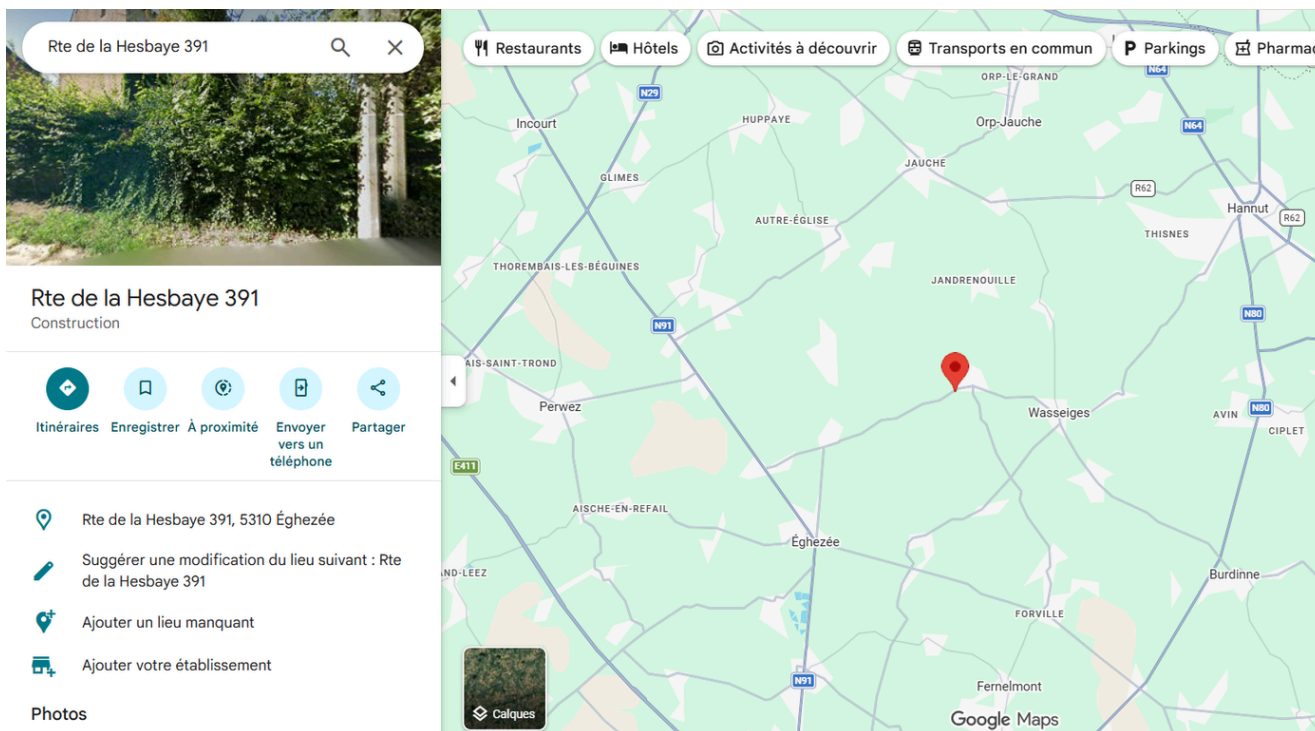 Rte de la Hesbaye 391
Restaurants
Hôtels
Activités à découvrir
Transports en commun
P Parkings
Rte de la Hesbaye 391
Construction
Itinéraires
Enregistrer
À proximité
Envoyer
vers un
téléphone
Partager
Rte de la Hesbaye 391, 5310 Éghezée
Suggérer une modification du lieu suivant : Rte
de la Hesbaye 391
Ajouter un lieu manquant
Ajouter votre établissement
Photos
N64
ORP-LE-GRAND
N29
Incourt
HUPPAYE
Orp-Jauche
N64
JAUCHE
GLIMES
R62
Hannut
R62
AUTRE-ÉGLISE
THISNES
THOREMBAIS-LES-BÉGUINES
JANDRENOUILLE
N80
N91
AIS-SAINT-TROND
Perwez
Wasseiges
AVIN
N80
CIPLET
E411
AISCHE-EN-REFAIL
Éghezée
ND-LEEZ
Burdinne
FORVILLE
N91
Fernelmont
Calques
Google Maps